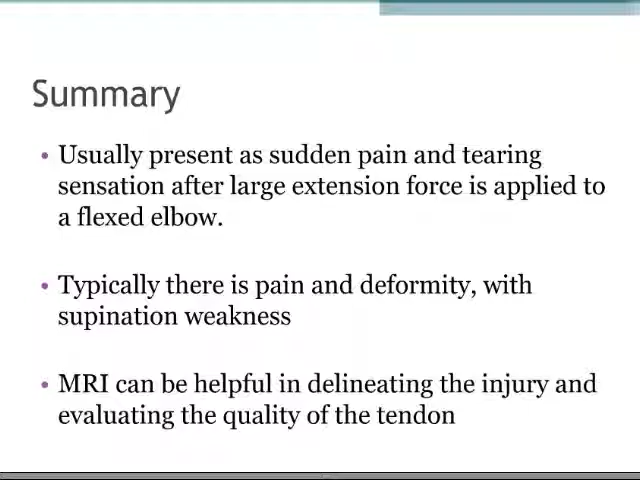 Summary
• Usually present as sudden pain and tearing
sensation after large extension force is applied to
a flexed elbow.
• Typically there is pain and deformity, with
supination weakness
• MRI can be helpful in delineating the injury and
evaluating the quality of the tendon